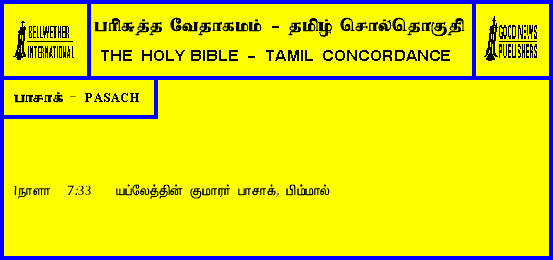 BELLWETHER
INTERNATIONAL
பரிசுத்த வேதாகமம் - தமிழ் சொல்தொகுதி
THE HOLY BIBLE - TAMIL CONCORDANCE
GOOD NEWS
PUBLISHERS
பாசாக் - PASACH
1நாளா 7:33 யப்லேத்தின் குமாரர் பாசாக், பிம்மால்